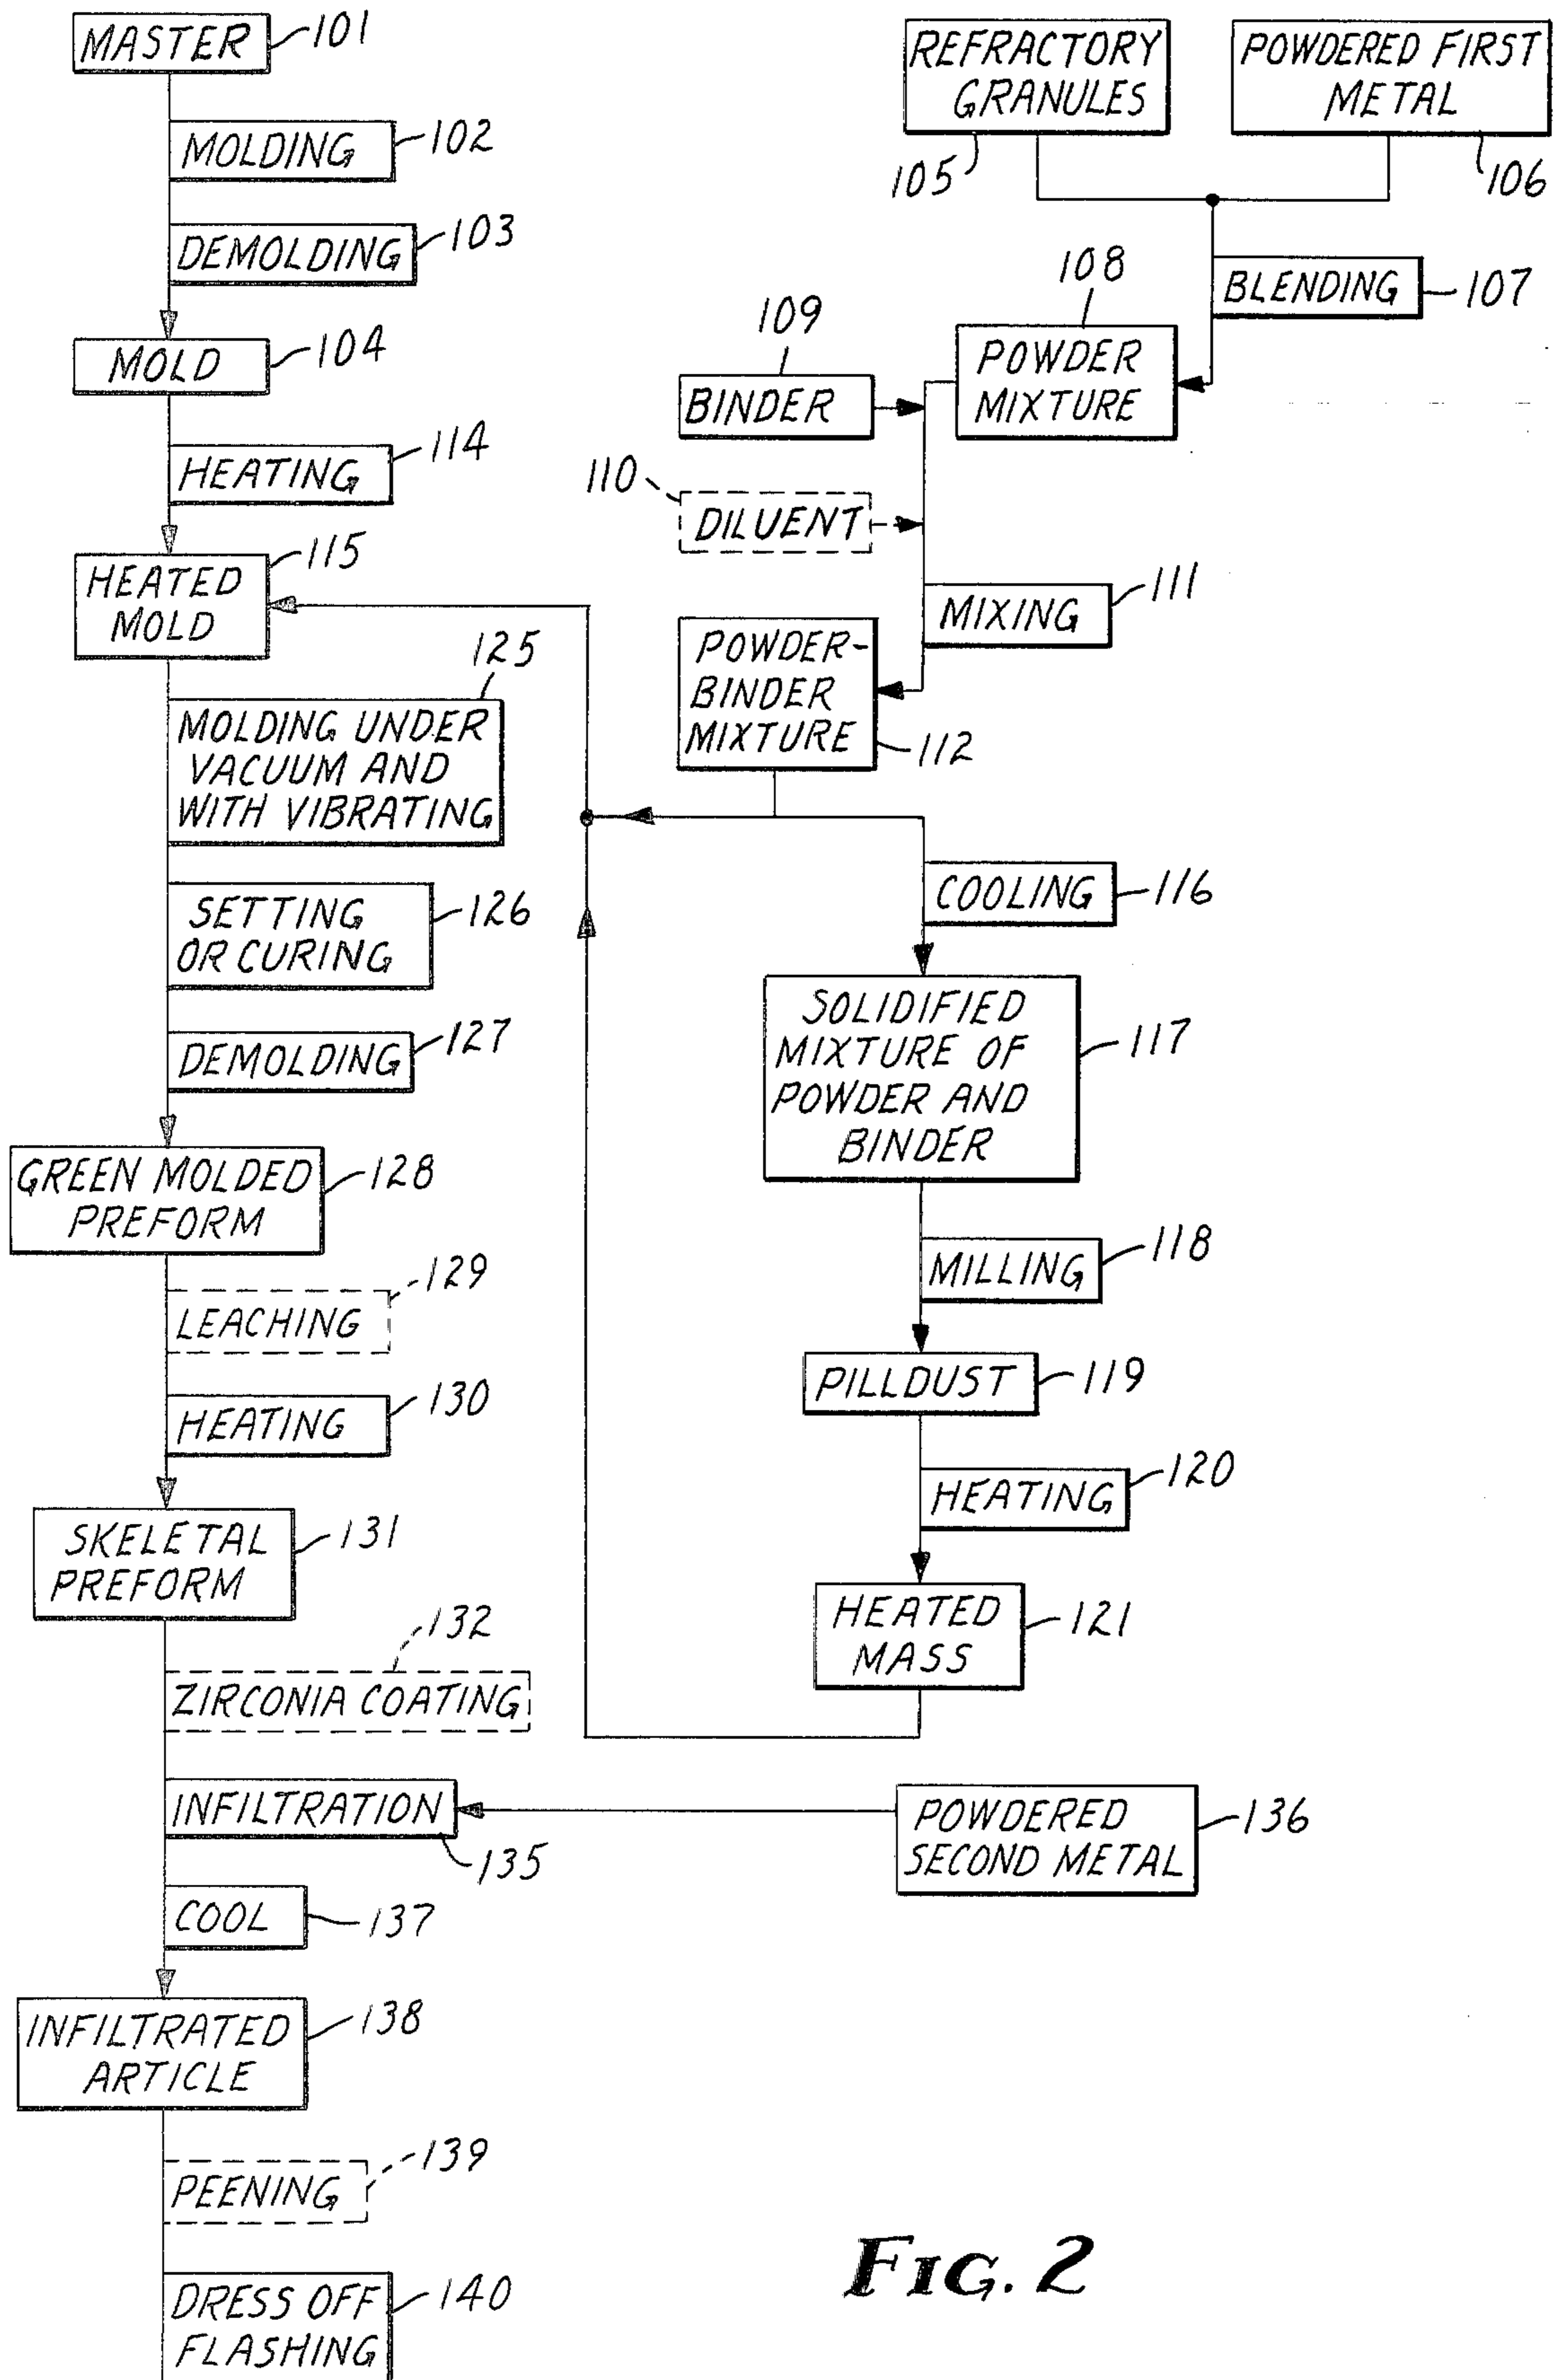 MASTER 101
MOLDING 102
DEMOLDING 103
MOLD 104
HEATING 114
HEATED
MOLD
115
MOLDING UNDER
VACUUM AND
WITH VIBRATING
125
SETTING
OR CURING
126
DEMOLDING 127
GREEN MOLDED
PREFORM
128
LEACHING 129
HEATING 130
SKELETAL
PREFORM
131
ZIRCONIA COATING 132
INFILTRATION 135
COOL 137
INFILTRATED
ARTICLE
138
PEENING 139
DRESS OFF
FLASHING
140
REFRACTORY
GRANULES
105
POWDERED FIRST
METAL
106
BLENDING 107
POWDER
MIXTURE
108
BINDER 109
DILUENT 110
MIXING 111
POWDER-
BINDER
MIXTURE
112
COOLING 116
SOLIDIFIED
MIXTURE OF
POWDER AND
BINDER
117
MILLING 118
PILLDUST 119
HEATING 120
HEATED
MASS
121
POWDERED
SECOND METAL
136
FIG. 2